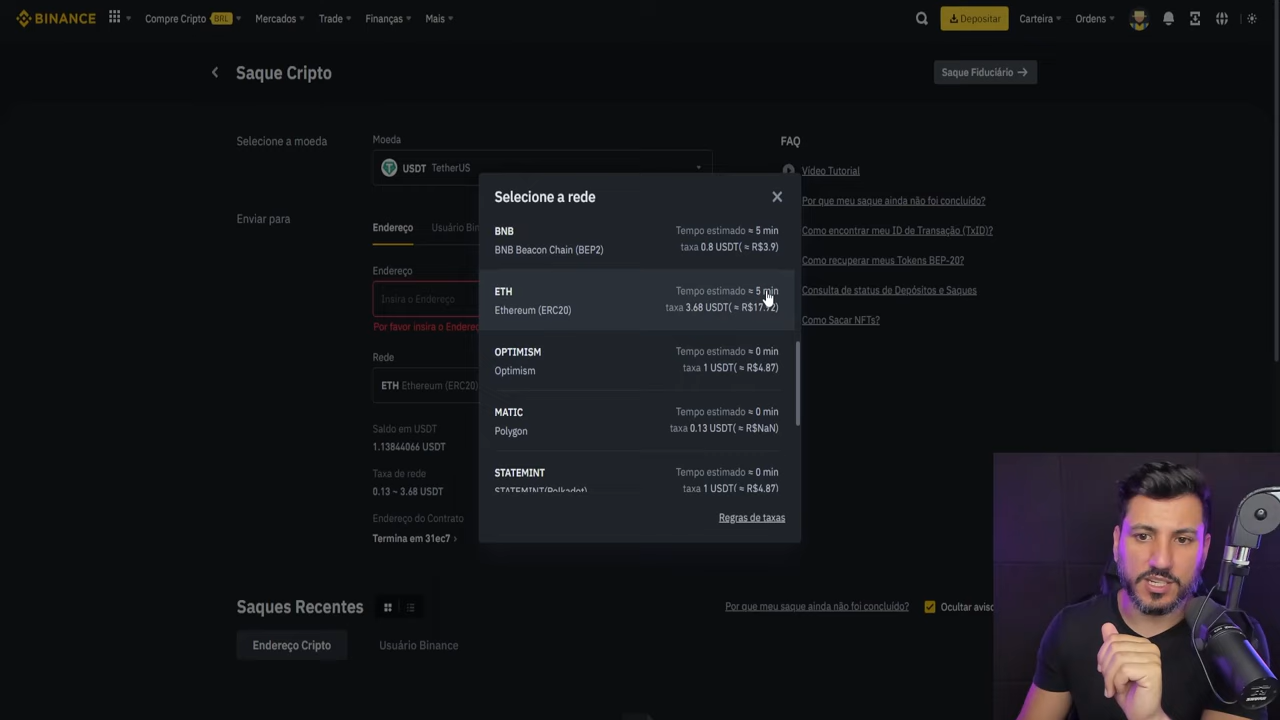 BINANCE
Compre Cripto BRL
Mercados
Trade
Finanças
Mais
Depositar
Carteira
Ordens
Saque Cripto
Saque Fiduciário →
Selecione a moeda
Moeda
USDT TetherUS
FAQ
Vídeo Tutorial
Por que meu saque ainda não foi concluído?
Como encontrar meu ID de Transação (TxID)?
Como recuperar meus Tokens BEP-20?
Consulta de status de Depósitos e Saques
Como Sacar NFTs?
Enviar para
Endereço
Usuário Bin
Endereço
Insira o Endereço
Por favor insira o Endereç
Rede
ETH Ethereum (ERC20)
Saldo em USDT
1.13844066 USDT
Taxa de rede
0.13 ~ 3.68 USDT
Endereço do Contrato
Termina em 31ec7 >
Selecione a rede
BNB
Tempo estimado ≈ 5 min
BNB Beacon Chain (BEP2)
taxa 0.8 USDT( ≈ R$3.9)
ETH
Tempo estimado ≈ 5 min
Ethereum (ERC20)
taxa 3.68 USDT( ≈ R$17.92)
OPTIMISM
Tempo estimado ≈ 0 min
Optimism
taxa 1 USDT( ≈ R$4.87)
MATIC
Tempo estimado ≈ 0 min
Polygon
taxa 0.13 USDT( ≈ R$NaN)
STATEMINT
Tempo estimado ≈ 0 min
STATEMINT(Polkadot)
taxa 1 USDT( ≈ R$4.87)
Regras de taxas
Saques Recentes
Por que meu saque ainda não foi concluído?
Ocultar aviso
Endereço Cripto
Usuário Binance